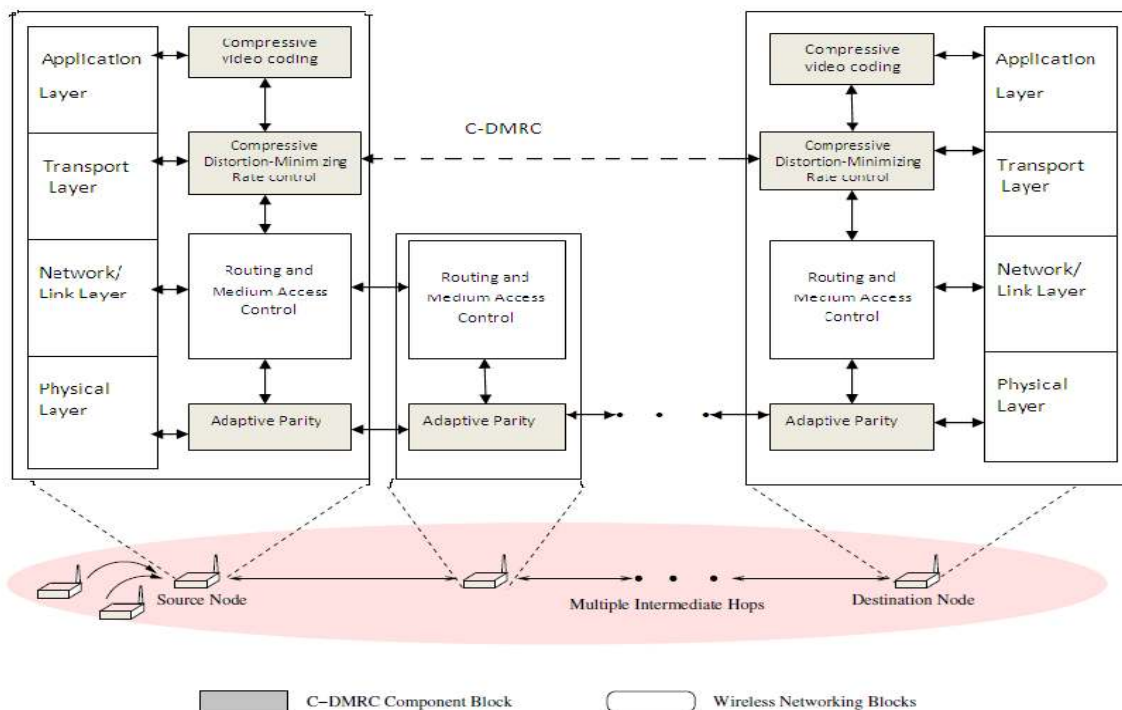 Application
Layer
Transport
Layer
Network/
Link Layer
Physical
Layer
Compressive
video coding
Compressive
Distortion-Minimizing
Rate control
Routing and
Medium Access
Control
Adaptive Parity
C-DMRC
Routing and
Medium Access
Control
Adaptive Parity
Compressive
video coding
Compressive
Distortion-Minimizing
Rate control
Routing and
Medium Access
Control
Adaptive Parity
Application
Layer
Transport
Layer
Network/
Link Layer
Physical
Layer
Source Node
Multiple Intermediate Hops
Destination Node
C-DMRC Component Block
Wireless Networking Blocks